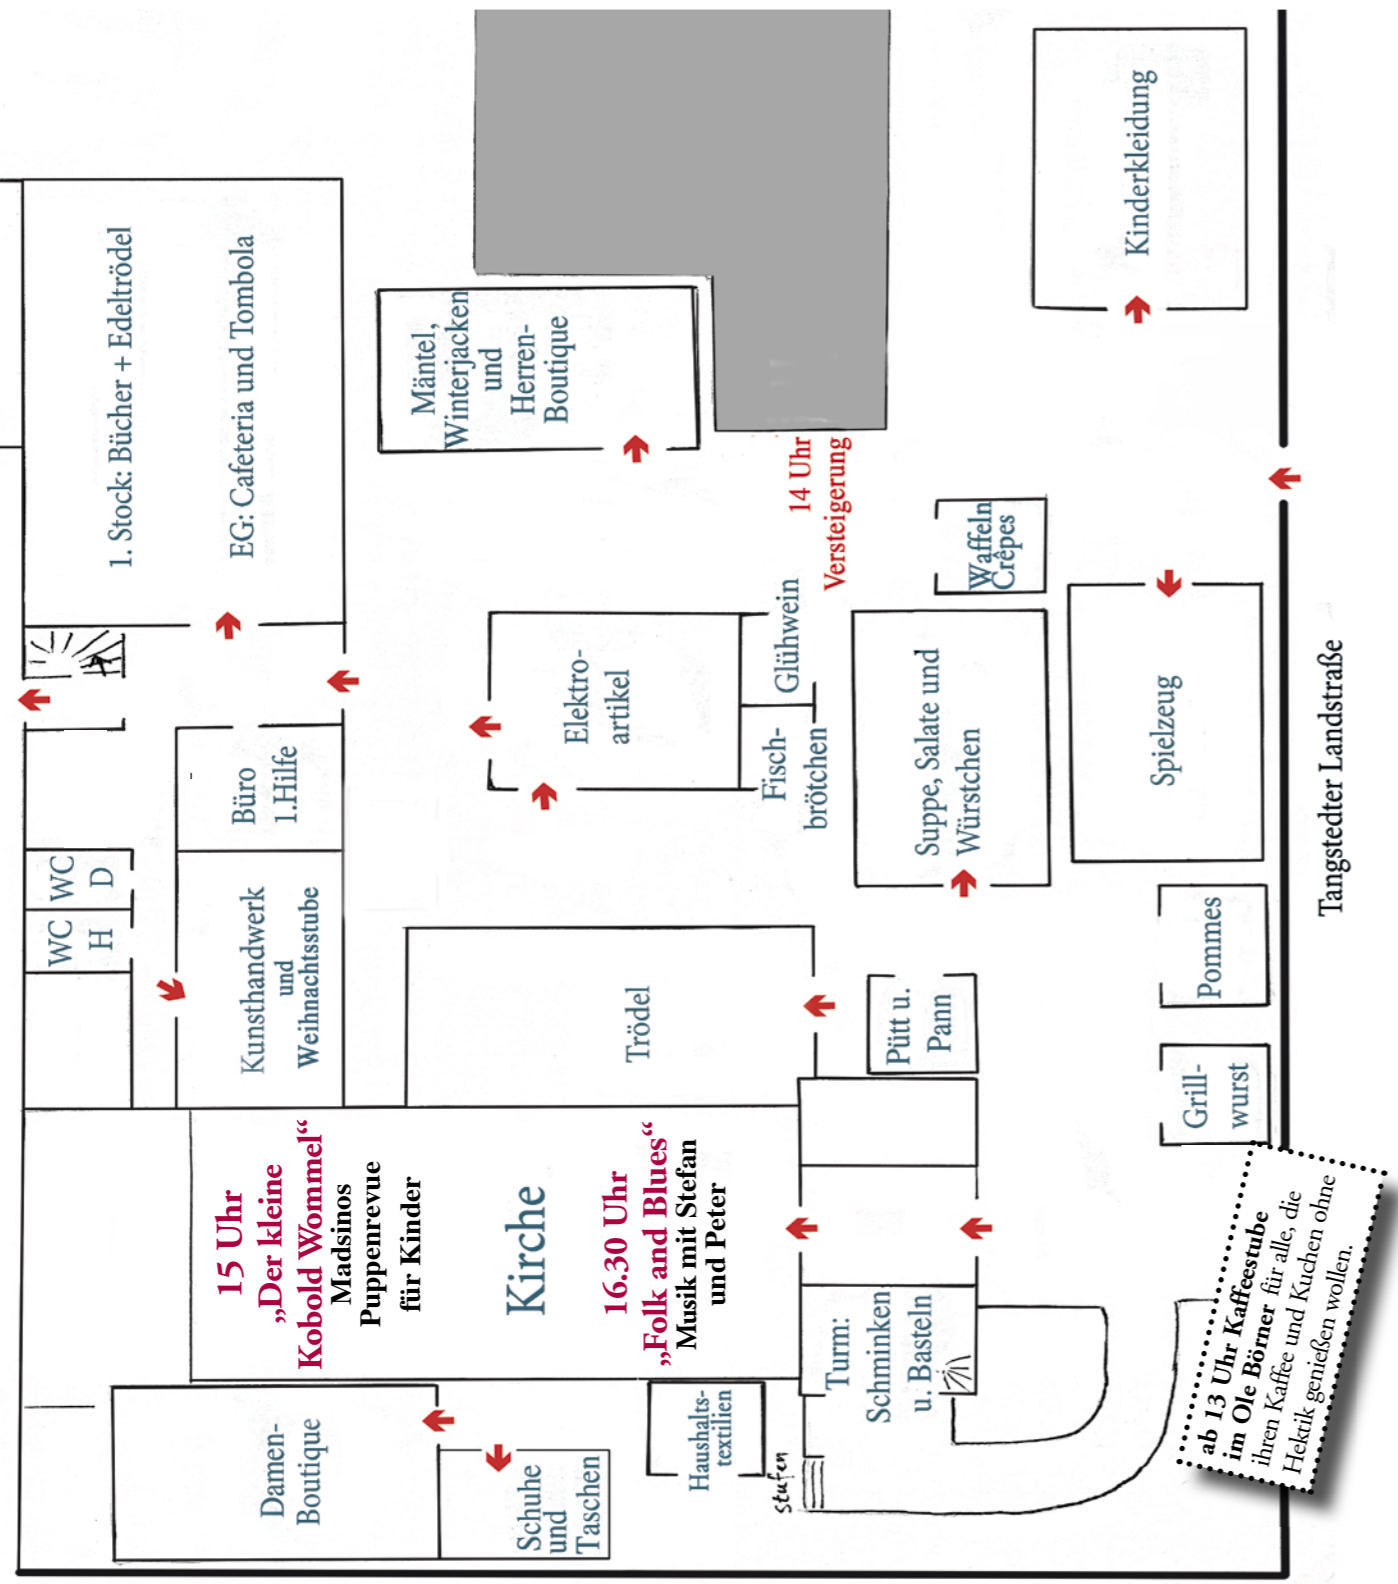 Damen-
Boutique
Schuhe
und
Taschen
Haushalts-
textilien
stufen
15 Uhr
„Der kleine
Kobold Wommel“
Madsinos
Puppenrevue
für Kinder
Kirche
16.30 Uhr
„Folk and Blues“
Musik mit Stefan
und Peter
Turm:
Schminken
u. Basteln
ab 13 Uhr Kaffeestube
im Ole Börner für alle, die
ihren Kaffee und Kuchen ohne
Hektik genießen wollen.
WC
H
WC
D
Kunsthandwerk
und
Weihnachtsstube
Büro
1.Hilfe
Trödel
Pütt u.
Pann
Grill-
wurst
Pommes
Elektro-
artikel
Fisch-
brötchen
Glühwein
Suppe, Salate und
Würstchen
Spielzeug
Tangstedter Landstraße
1. Stock: Bücher + Edeltrödel
EG: Cafeteria und Tombola
Mäntel,
Winterjacken
und
Herren-
Boutique
14 Uhr
Versteigerung
Waffeln
Crêpes
Kinderkleidung